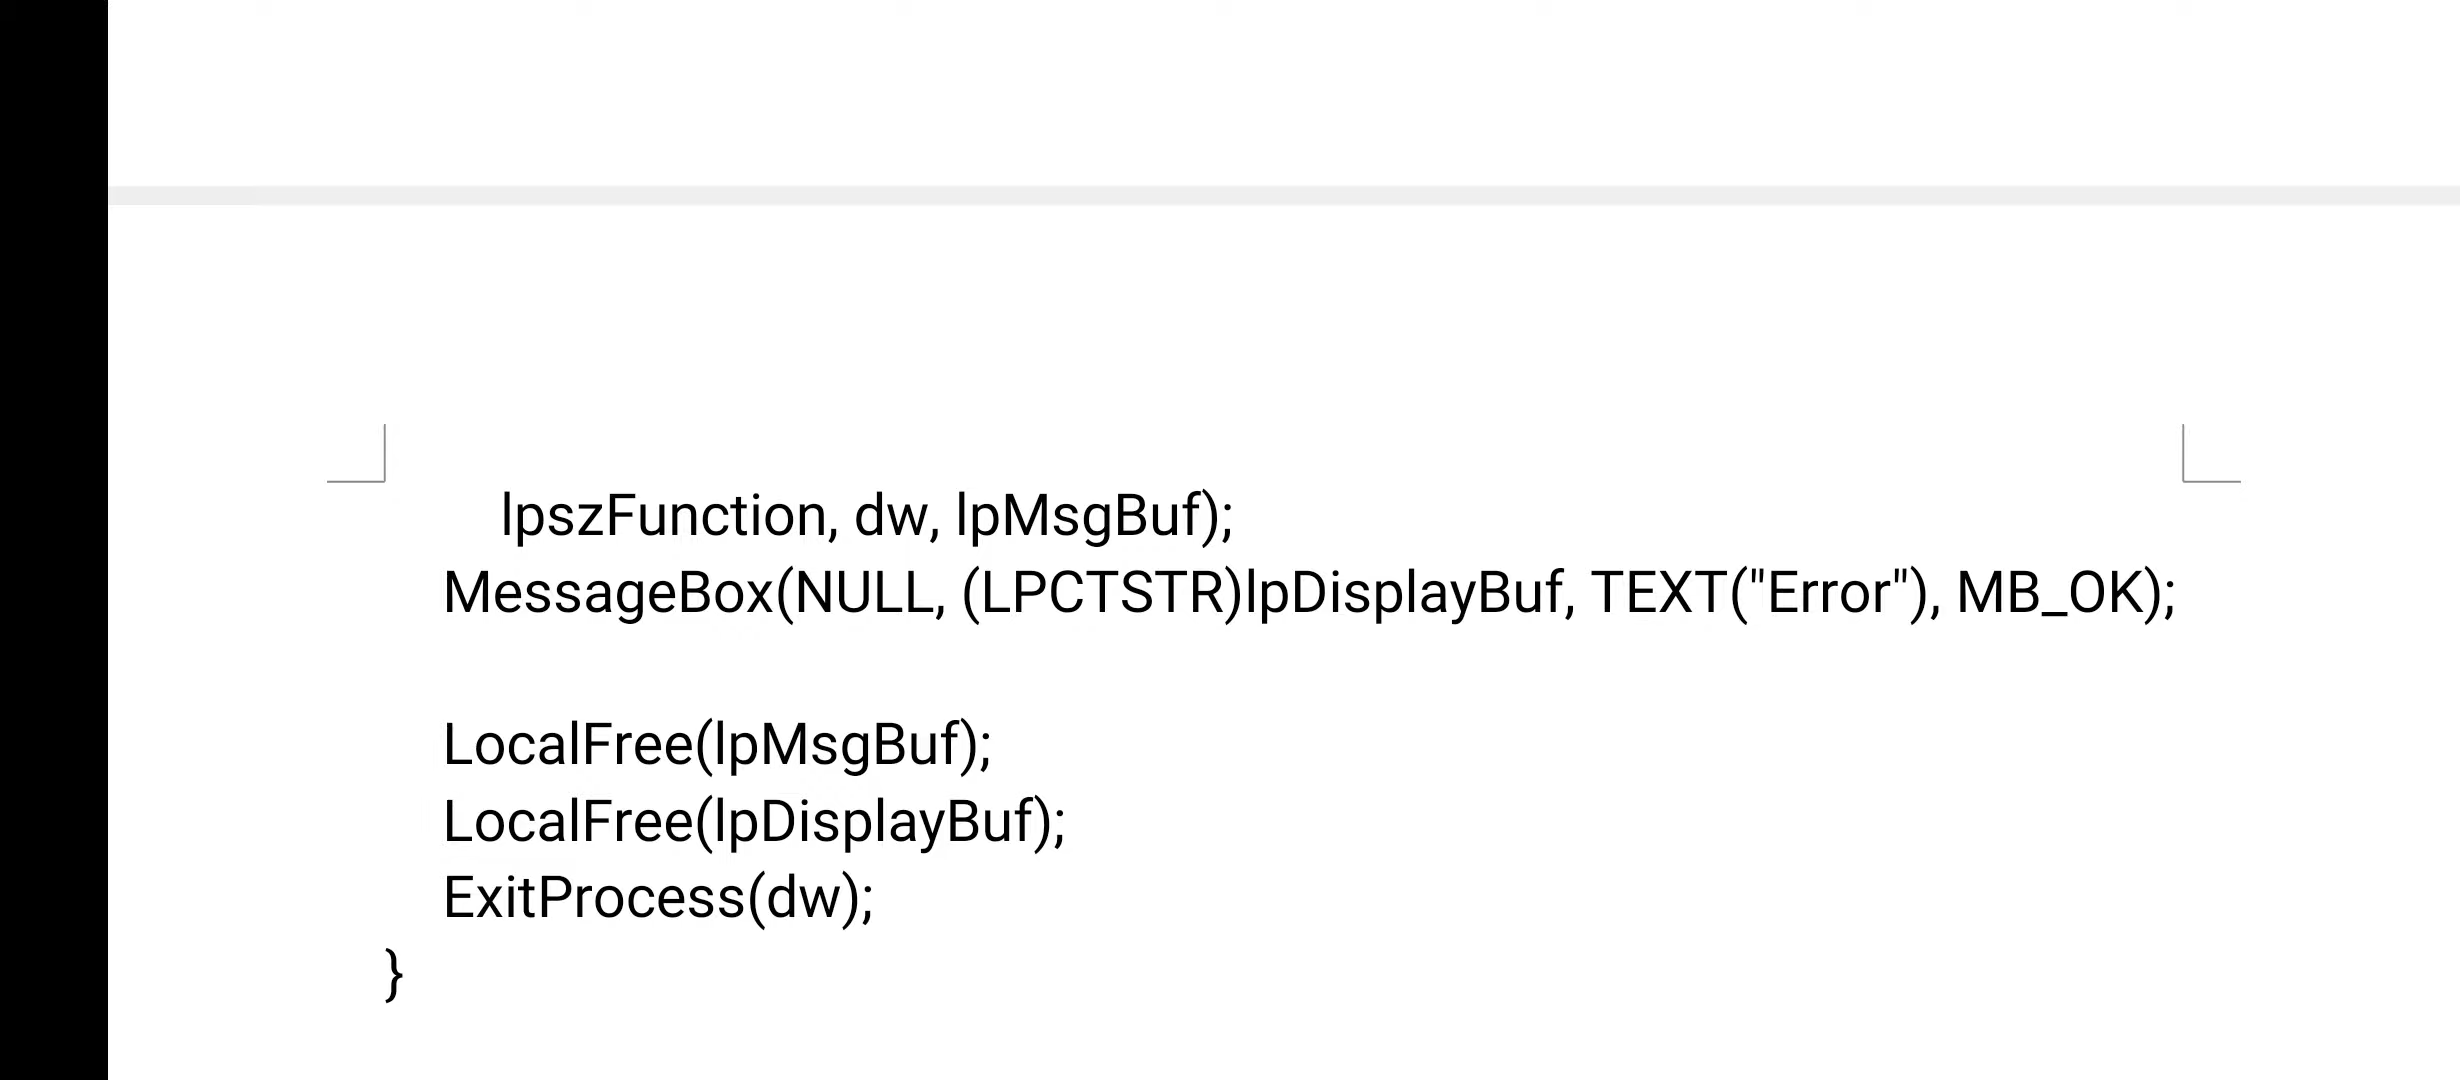 lpszFunction, dw, lpMsgBuf);
MessageBox(NULL, (LPCTSTR)lpDisplayBuf, TEXT("Error"), MB_OK);
LocalFree(lpMsgBuf);
LocalFree(lpDisplayBuf);
ExitProcess(dw);
}